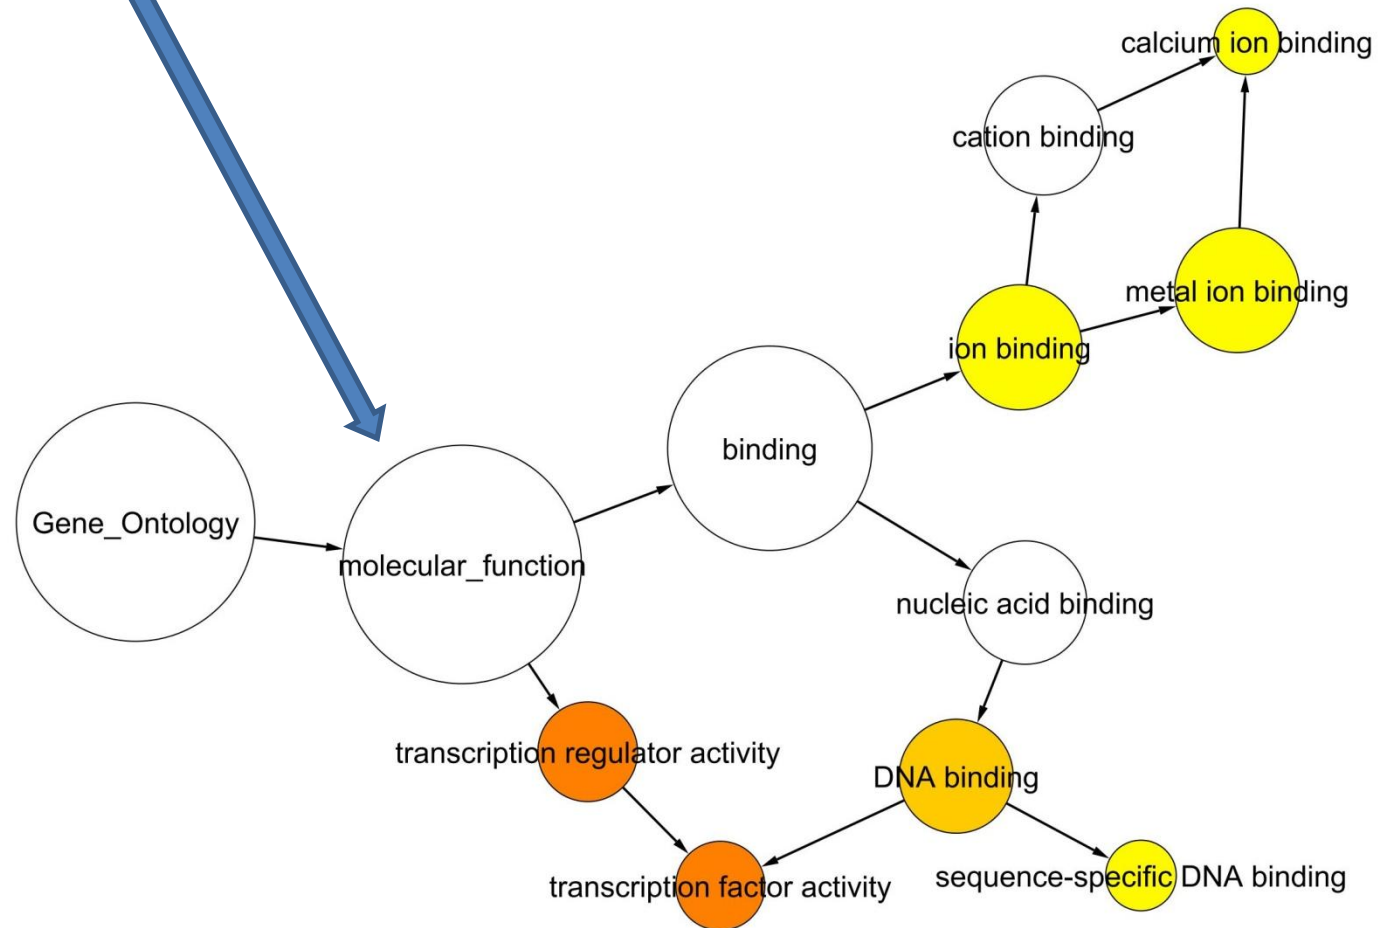 calcium ion binding
cation binding
metal ion binding
ion binding
binding
Gene_Ontology
molecular_function
nucleic acid binding
transcription regulator activity
DNA binding
transcription factor activity
sequence-specific DNA binding